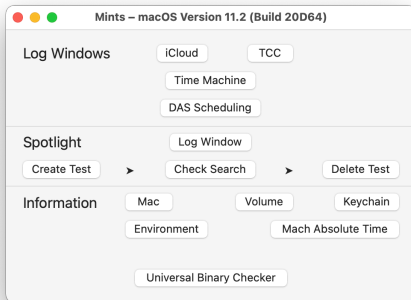 Mints – macOS Version 11.2 (Build 20D64)
Log Windows iCloud TCC
Time Machine
DAS Scheduling
Spotlight Log Window
Create Test ➤ Check Search ➤ Delete Test
Information Mac Volume Keychain
Environment Mach Absolute Time
Universal Binary Checker